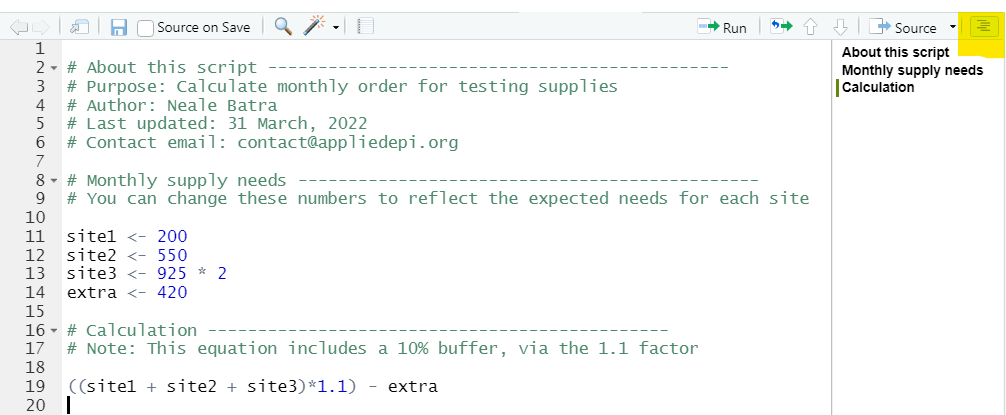 Source on Save Run Source
1
2 # About this script ----------------------------------------------
3 # Purpose: Calculate monthly order for testing supplies
4 # Author: Neale Batra
5 # Last updated: 31 March, 2022
6 # Contact email: contact@appliedepi.org
7
8 # Monthly supply needs ----------------------------------------------
9 # You can change these numbers to reflect the expected needs for each site
10
11 site1 <- 200
12 site2 <- 550
13 site3 <- 925 * 2
14 extra <- 420
15
16 # Calculation ----------------------------------------------
17 # Note: This equation includes a 10% buffer, via the 1.1 factor
18
19 ((site1 + site2 + site3)*1.1) - extra
20
About this script
Monthly supply needs
Calculation